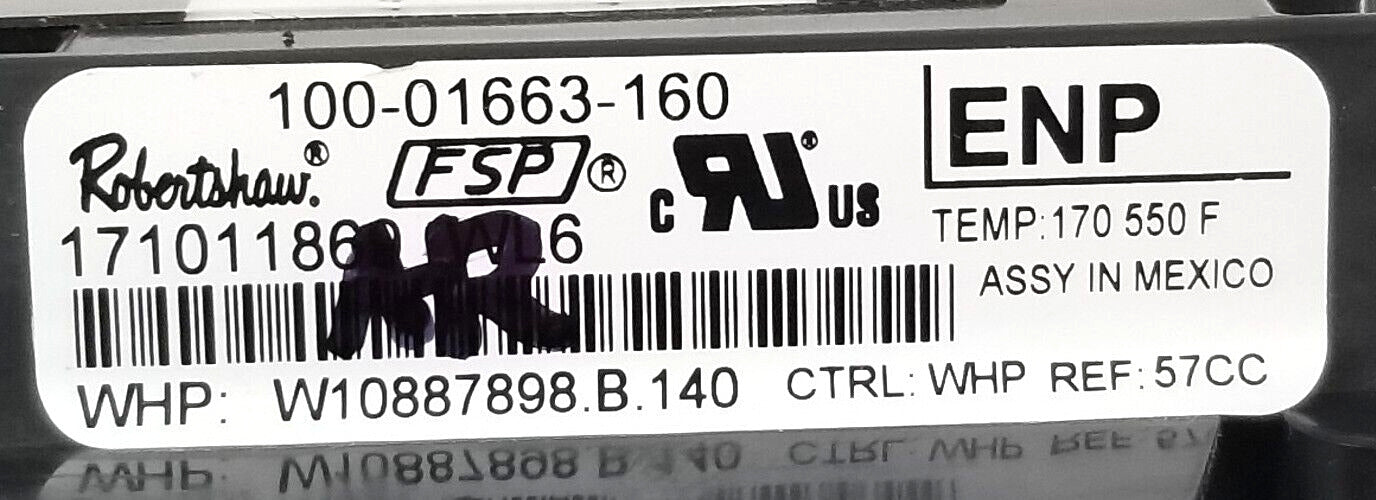 100-01663-160
ENP
Robertshaw.® FSP® c RU® US
TEMP:170 550 F
ASSY IN MEXICO
WHP: W10887898.B.140 CTRL: WHP REF: 57CC